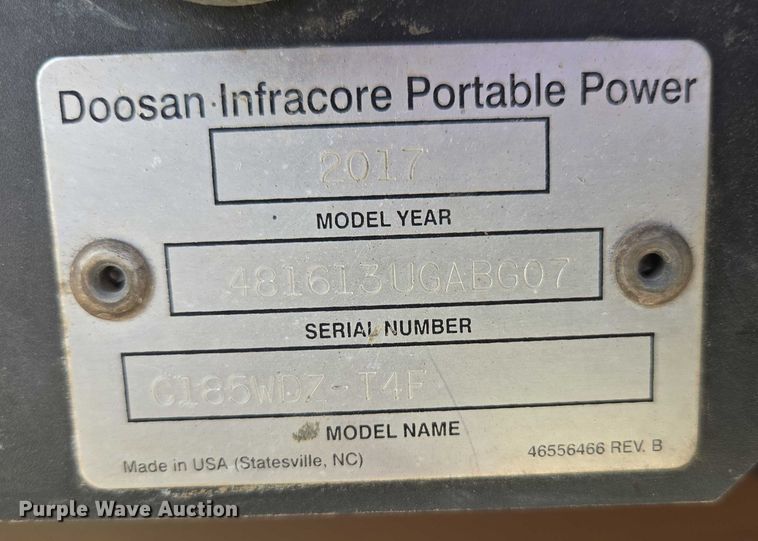 Doosan Infracore Portable Power
2017
MODEL YEAR
481613UGABG07
SERIAL NUMBER
C185WDZ-T4F
MODEL NAME
46556466 REV. B
Made in USA (Statesville, NC)
Purple Wave Auction